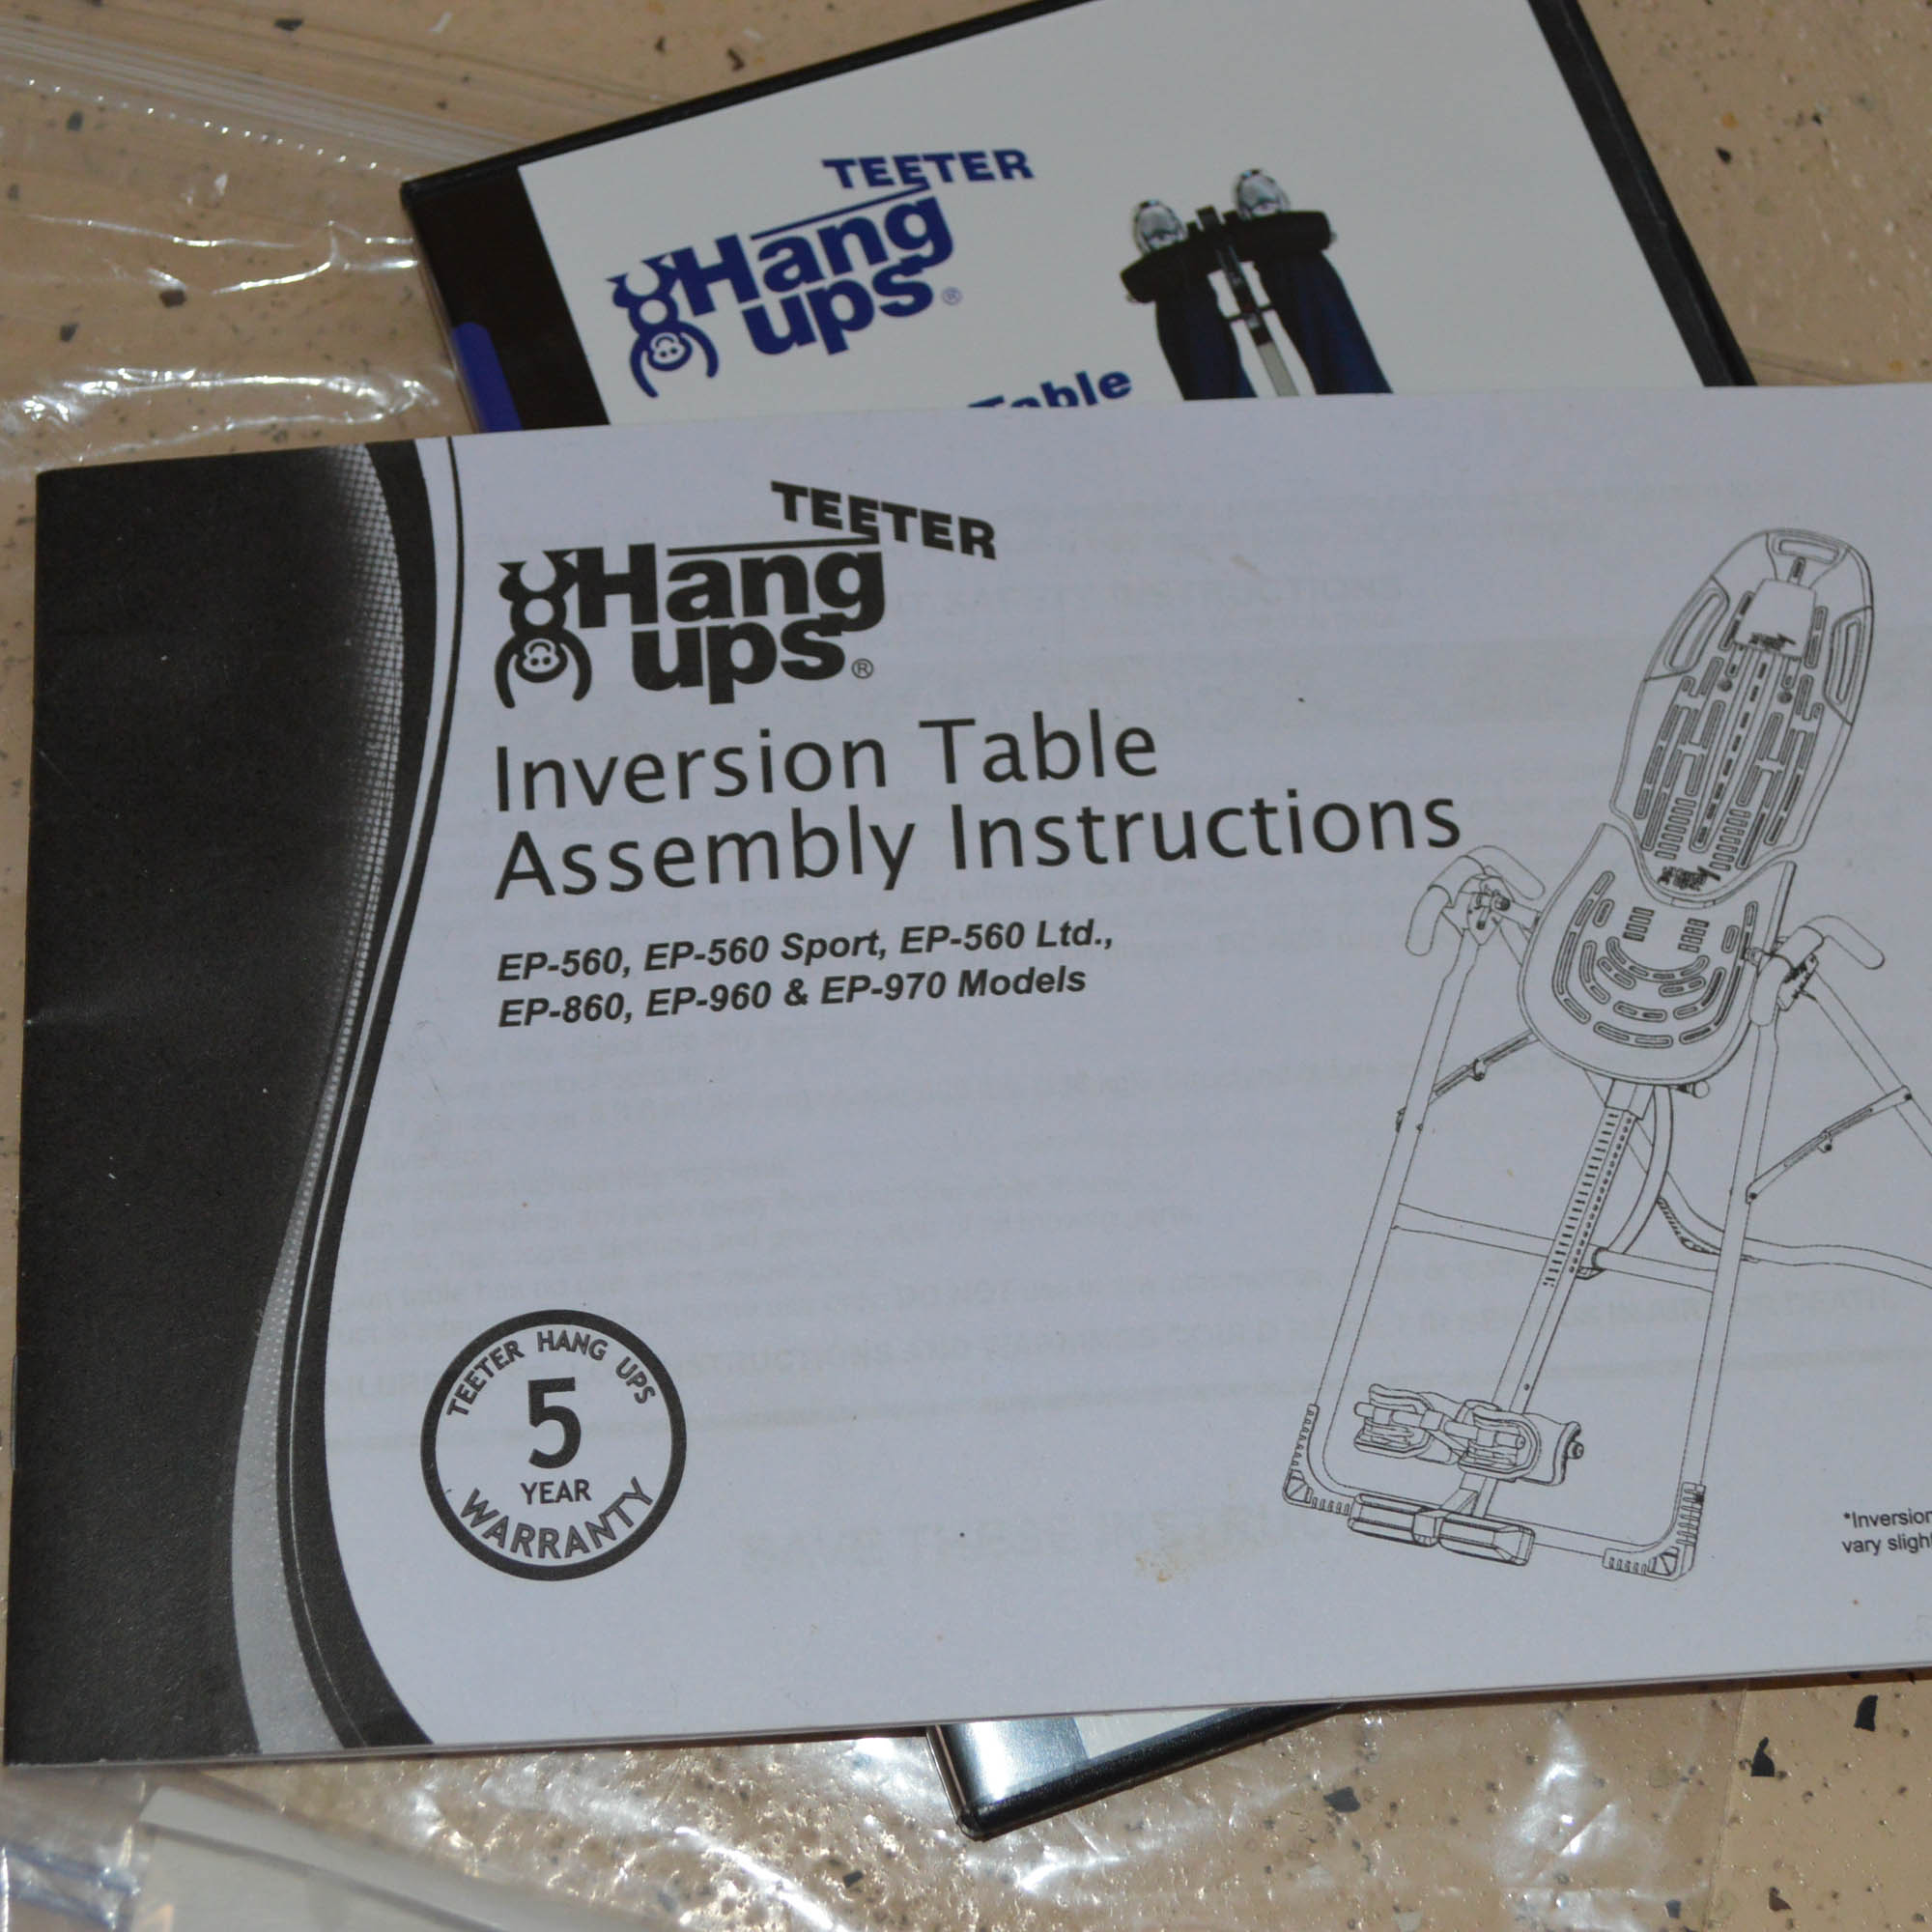 TEETER
Hang
ups®
Table
TEETER
Hang
ups®
Inversion Table
Assembly Instructions
EP-560, EP-560 Sport, EP-560 Ltd.,
EP-860, EP-960 & EP-970 Models
TEETER HANG UPS
5
YEAR
WARRANTY
*Inversion
vary